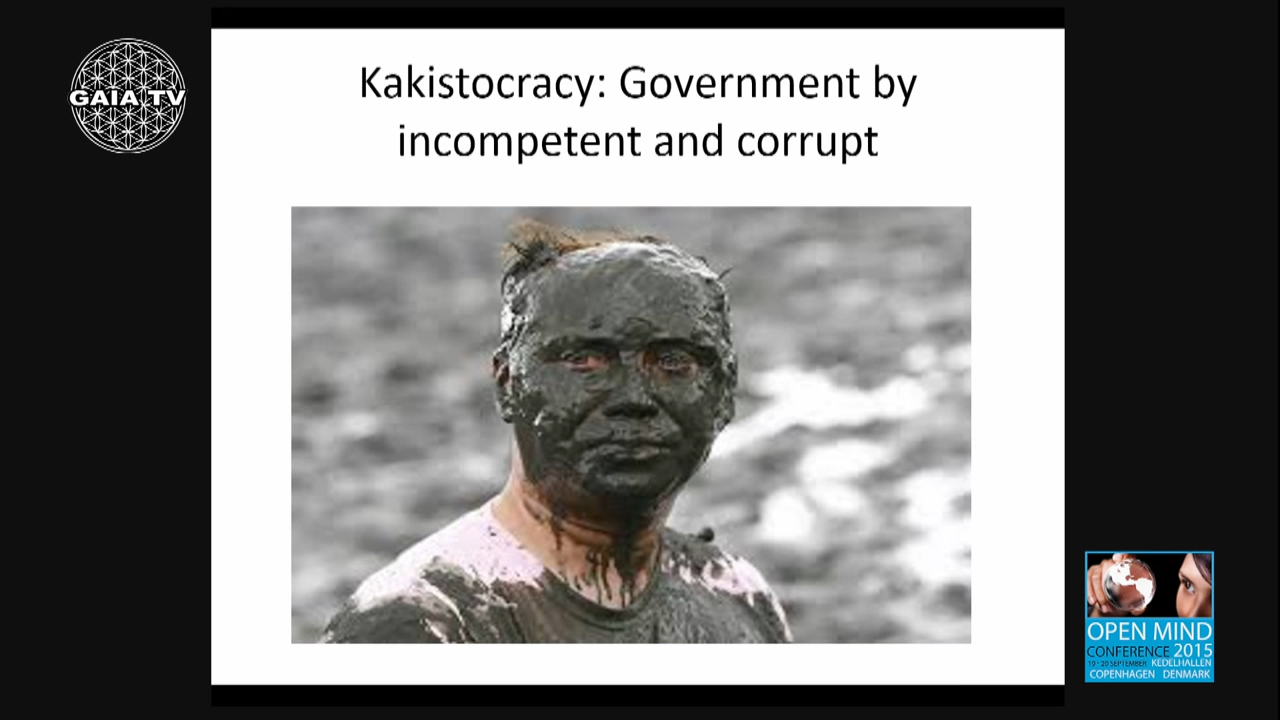 GAIA TV
Kakistocracy: Government by
incompetent and corrupt
OPEN MIND
CONFERENCE 2015
19 - 20 SEPTEMBER KEDELHALLEN
COPENHAGEN DENMARK